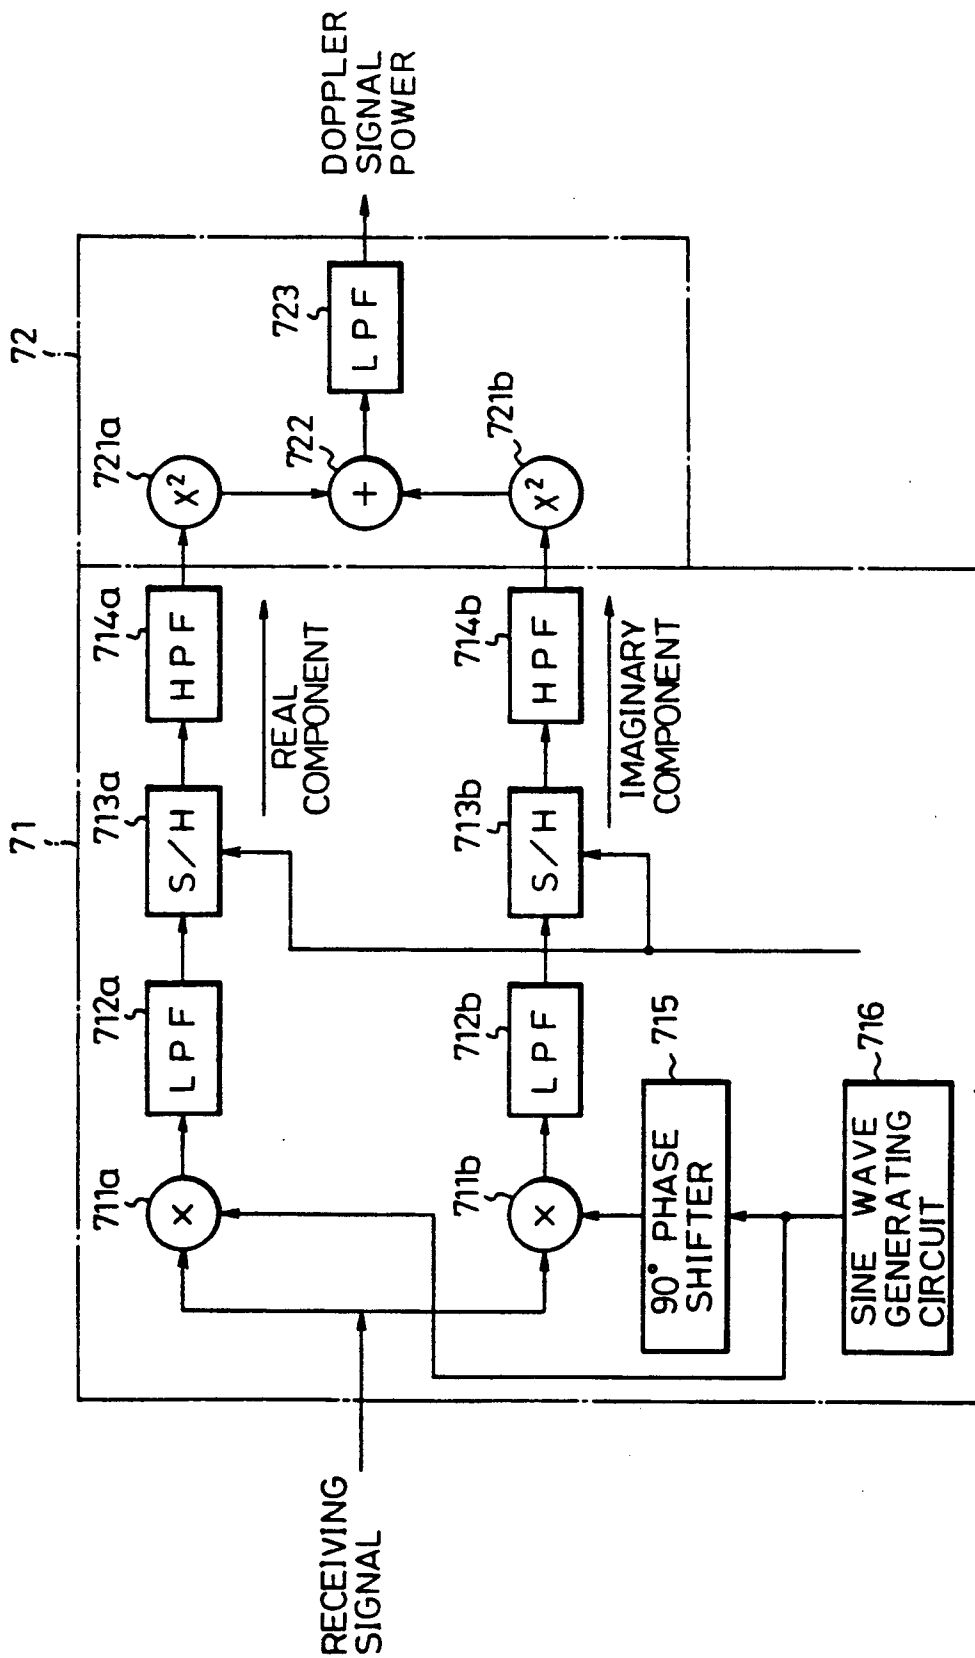 71
72
711a
×
712a
LPF
713a
S/H
714a
HPF
721a
X²
REAL
COMPONENT
RECEIVING
SIGNAL
722
+
723
LPF
DOPPLER
SIGNAL
POWER
711b
×
712b
LPF
713b
S/H
714b
HPF
721b
X²
IMAGINARY
COMPONENT
90° PHASE
SHIFTER
715
SINE WAVE
GENERATING
CIRCUIT
716